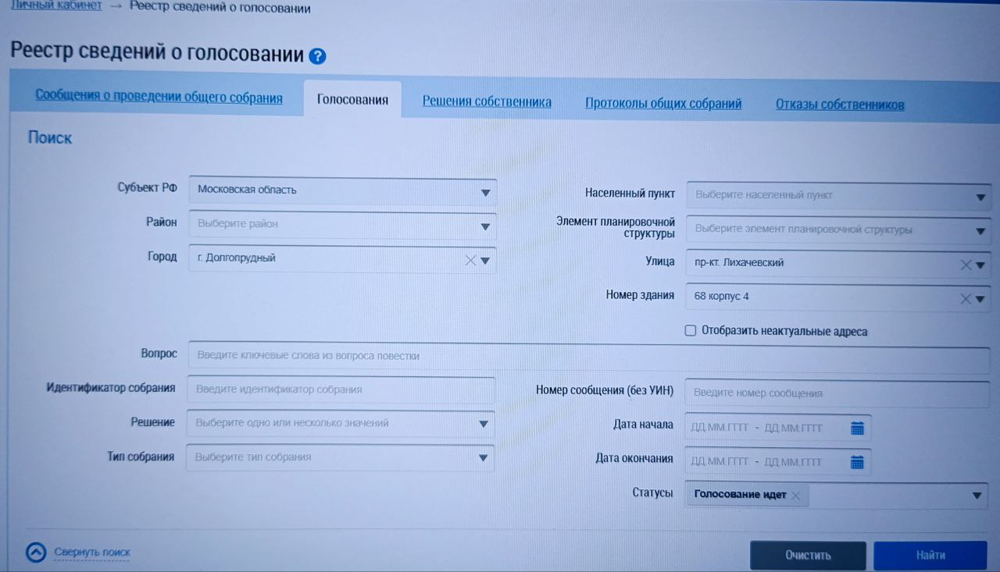 Личный кабинет → Реестр сведений о голосовании
Реестр сведений о голосовании ?
Сообщения о проведении общего собрания Голосования Решения собственника Протоколы общих собраний Отказы собственников
Поиск
Субъект РФ Московская область
Населенный пункт Выберите населенный пункт
Район Выберите район
Элемент планировочной структуры Выберите элемент планировочной структуры
Город г. Долгопрудный
Улица пр-кт. Лихачевский
Номер здания 68 корпус 4
Отобразить неактуальные адреса
Вопрос Введите ключевые слова из вопроса повестки
Идентификатор собрания Введите идентификатор собрания
Номер сообщения (без УИН) Введите номер сообщения
Решение Выберите одно или несколько значений
Дата начала ДД.ММ.ГГГГ - ДД.ММ.ГГГГ
Тип собрания Выберите тип собрания
Дата окончания ДД.ММ.ГГГГ - ДД.ММ.ГГГГ
Статусы Голосование идет
Свернуть поиск
Очистить Найти